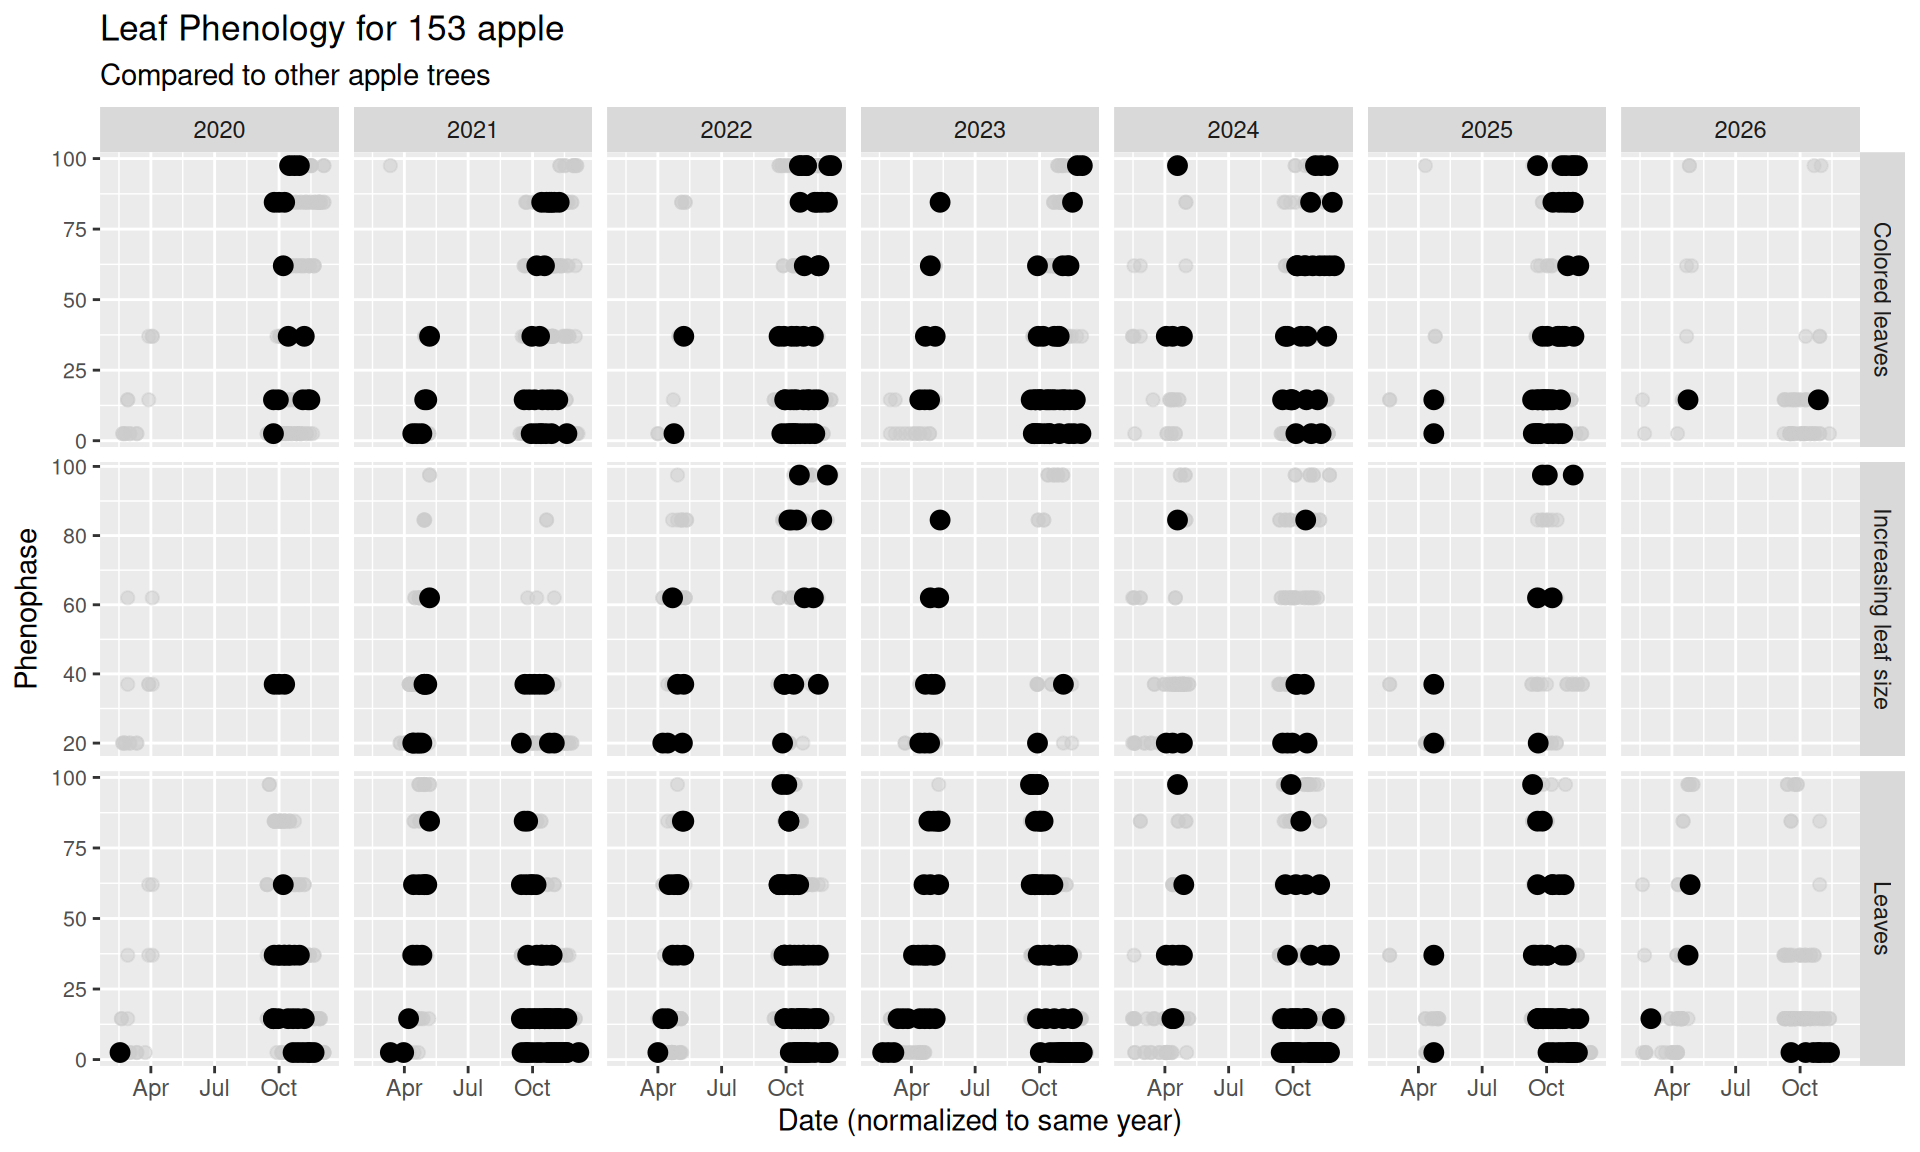 Leaf Phenology for 153 apple
Compared to other apple trees
2020 2021 2022 2023 2024 2025 2026
100
75
50
25
0
Colored leaves
100
80
60
40
20
Increasing leaf size
100
75
50
25
0
Leaves
Phenophase
Apr Jul Oct Apr Jul Oct Apr Jul Oct Apr Jul Oct Apr Jul Oct Apr Jul Oct Apr Jul Oct
Date (normalized to same year)